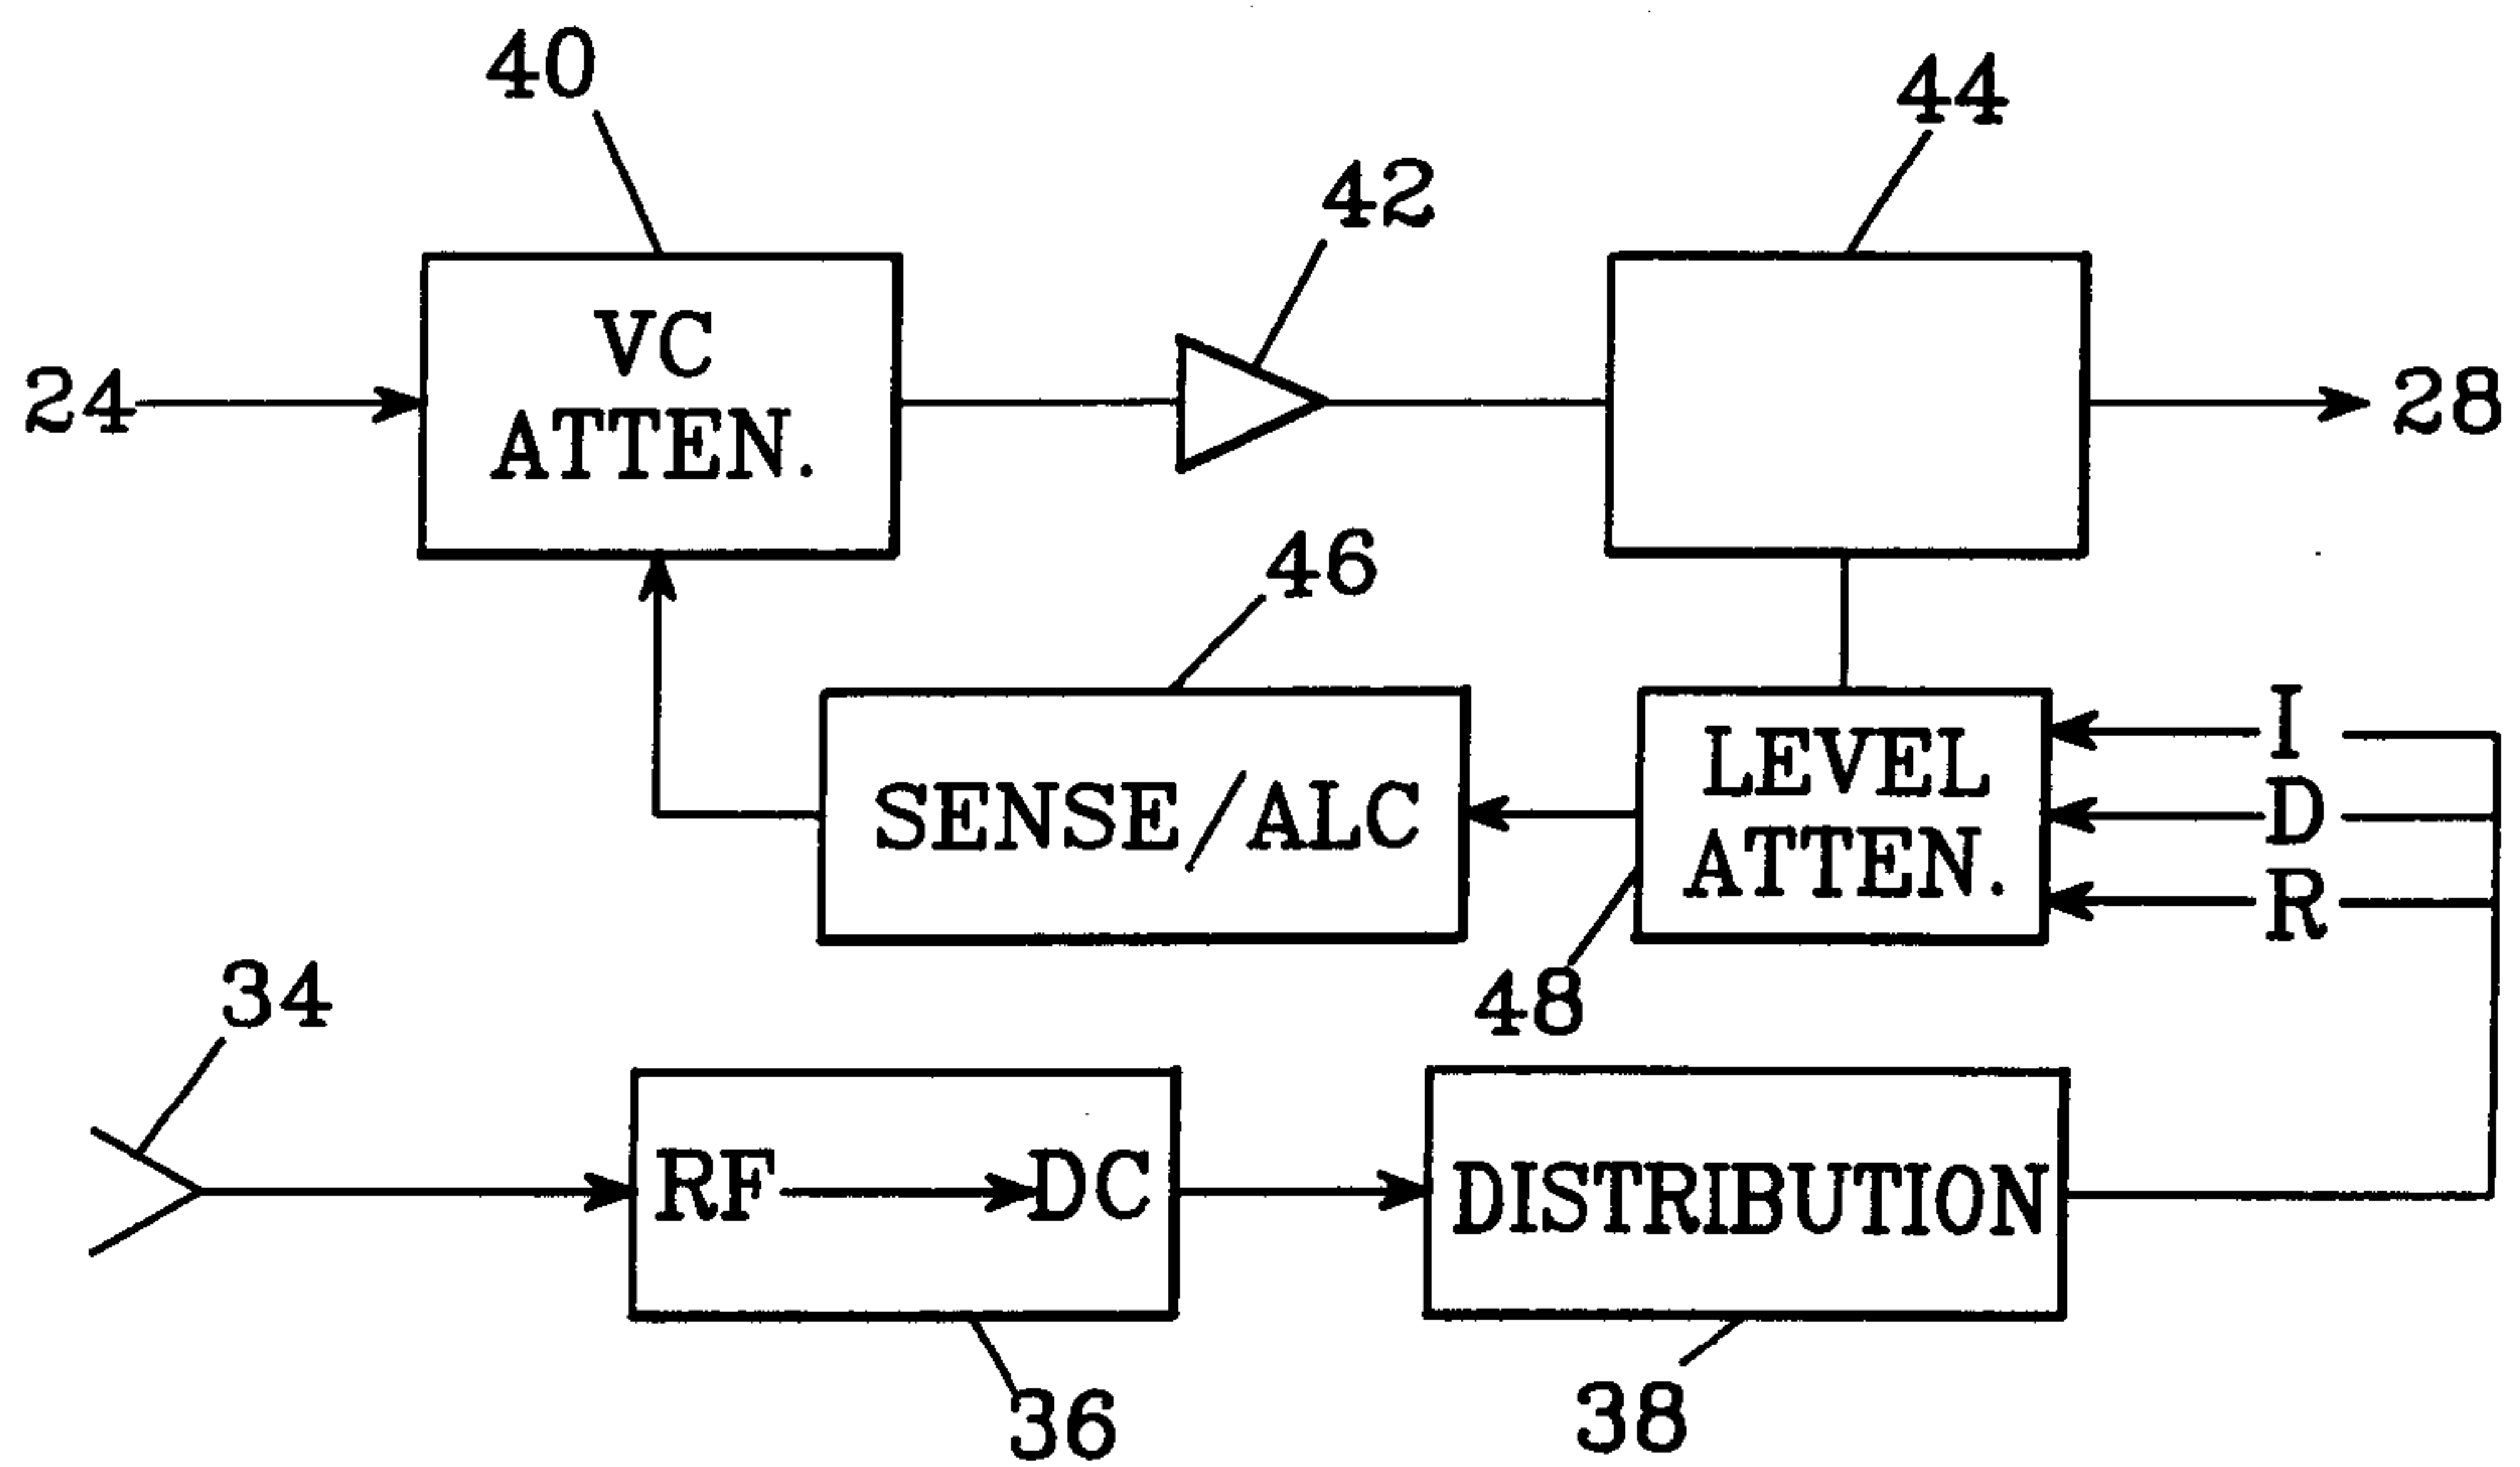 40
44
42
VC
ATTEN.
24
28
46
I
LEVEL
D
SENSE/ALC
ATTEN.
R
34
48
RF DC
DISTRIBUTION
36
38